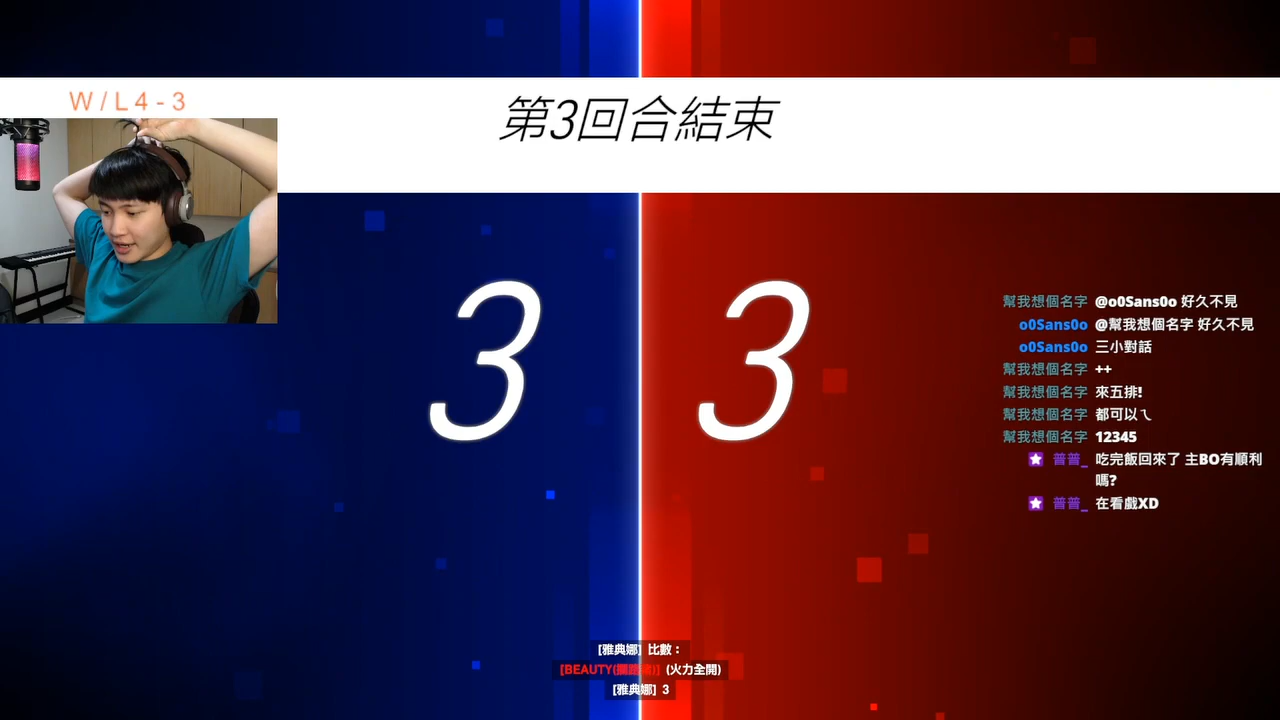 W / L 4 - 3
第3回合結束
3 3
幫我想個名字 @o0Sans0o 好久不見
o0Sans0o @幫我想個名字 好久不見
o0Sans0o 三小對話
幫我想個名字 ++
幫我想個名字 來五排!
幫我想個名字 都可以ㄟ
幫我想個名字 12345
普普_ 吃完飯回來了 主BO有順利
嗎?
普普_ 在看戲XD
[雅典娜] 比數：
[BEAUTY( )] (火力全開)
[雅典娜] 3